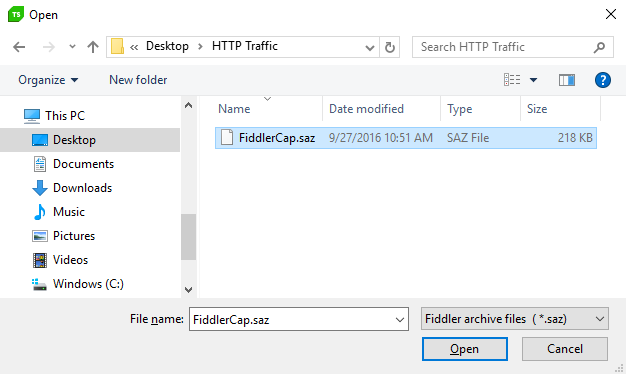 TS Open
« Desktop > HTTP Traffic Search HTTP Traffic
Organize New folder ?
Name Date modified Type Size
This PC
Desktop
Documents
Downloads
Music
Pictures
Videos
Windows (C:)
FiddlerCap.saz 9/27/2016 10:51 AM SAZ File 218 KB
File name: FiddlerCap.saz Fiddler archive files ( *.saz)
Open Cancel